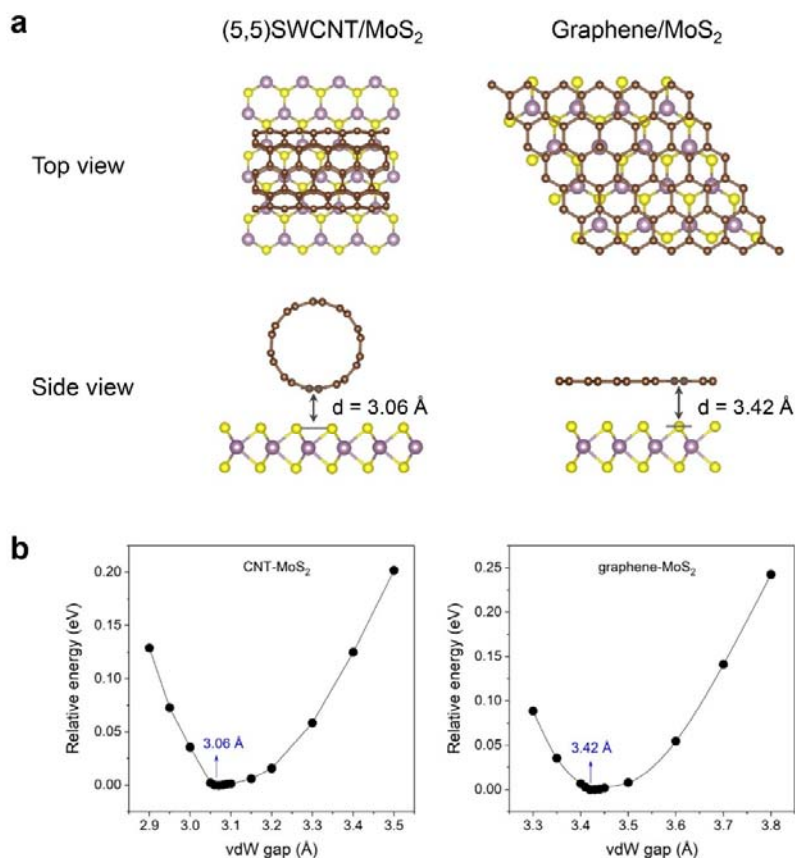 a
(5,5)SWCNT/MoS₂
Graphene/MoS₂
Top view
Side view
d = 3.06 Å
d = 3.42 Å
b
CNT-MoS₂
3.06 Å
0.20
0.15
0.10
0.05
0.00
Relative energy (eV)
2.9 3.0 3.1 3.2 3.3 3.4 3.5
vdW gap (Å)
graphene-MoS₂
3.42 Å
0.25
0.20
0.15
0.10
0.05
0.00
Relative energy (eV)
3.3 3.4 3.5 3.6 3.7 3.8
vdW gap (Å)